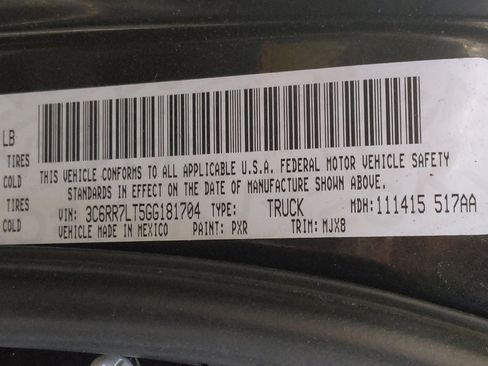 LB
TIRES
COLD
THIS VEHICLE CONFORMS TO ALL APPLICABLE U.S.A. FEDERAL MOTOR VEHICLE SAFETY
STANDARDS IN EFFECT ON THE DATE OF MANUFACTURE SHOWN ABOVE.
TIRES
COLD
VIN: 3C6RR7LT5GG181704 TYPE: TRUCK MDH: 111415 517AA
VEHICLE MADE IN MEXICO PAINT: PXR TRIM: MJX8